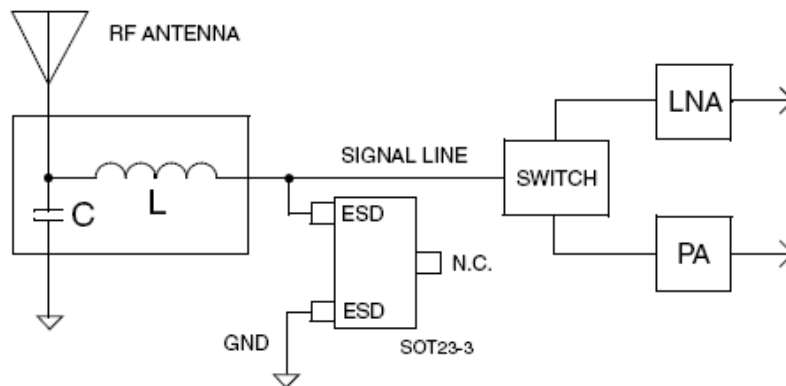 RF ANTENNA
LNA
SIGNAL LINE
SWITCH
C
L
ESD
N.C.
PA
ESD
GND
SOT23-3